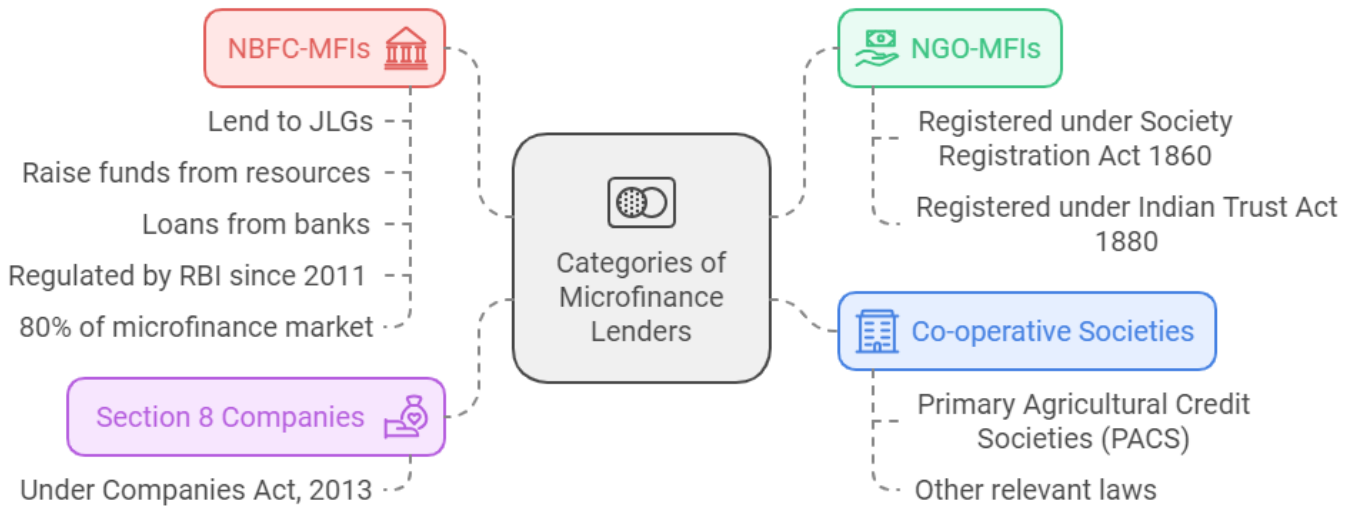 NBFC-MFIs
Lend to JLGs
Raise funds from resources
Loans from banks
Regulated by RBI since 2011
80% of microfinance market
Section 8 Companies
Under Companies Act, 2013
Categories of
Microfinance
Lenders
NGO-MFIs
Registered under Society
Registration Act 1860
Registered under Indian Trust Act
1880
Co-operative Societies
Primary Agricultural Credit
Societies (PACS)
Other relevant laws